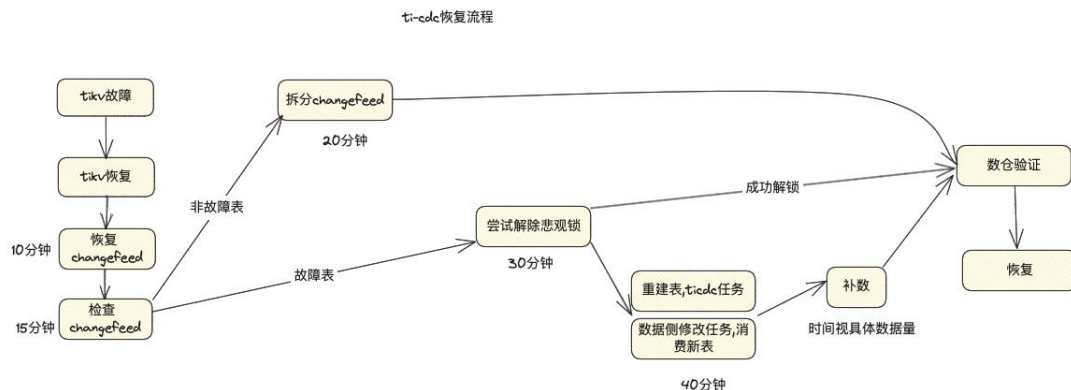 ti-cdc恢复流程
tikv故障
拆分changefeed
20分钟
tikv恢复
数仓验证
成功解锁
非故障表
尝试解除悲观锁
30分钟
10分钟
恢复
changefeed
故障表
恢复
重建表,ticdc任务
补数
15分钟
检查
changefeed
数据侧修改任务,消
费新表
时间视具体数据量
40分钟